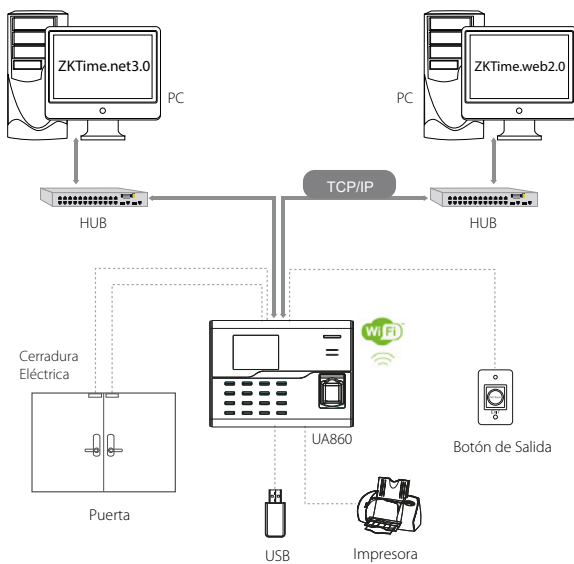 ZKTime.net3.0
ZKTime.web2.0
PC
PC
TCP/IP
HUB
HUB
WiFi
Cerradura
Eléctrica
UA860
EXIT
Botón de Salida
Puerta
USB
Impresora